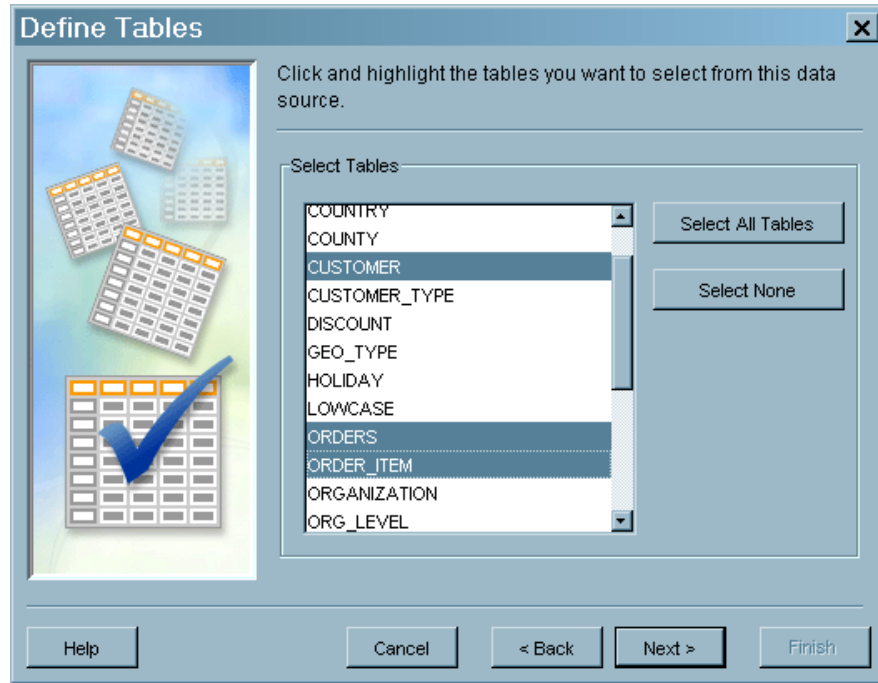 Define Tables
Click and highlight the tables you want to select from this data
source.
Select Tables
COUNTRY
COUNTY
CUSTOMER
CUSTOMER_TYPE
DISCOUNT
GEO_TYPE
HOLIDAY
LOWCASE
ORDERS
ORDER_ITEM
ORGANIZATION
ORG_LEVEL
Select All Tables
Select None
Help
Cancel
< Back
Next >
Finish